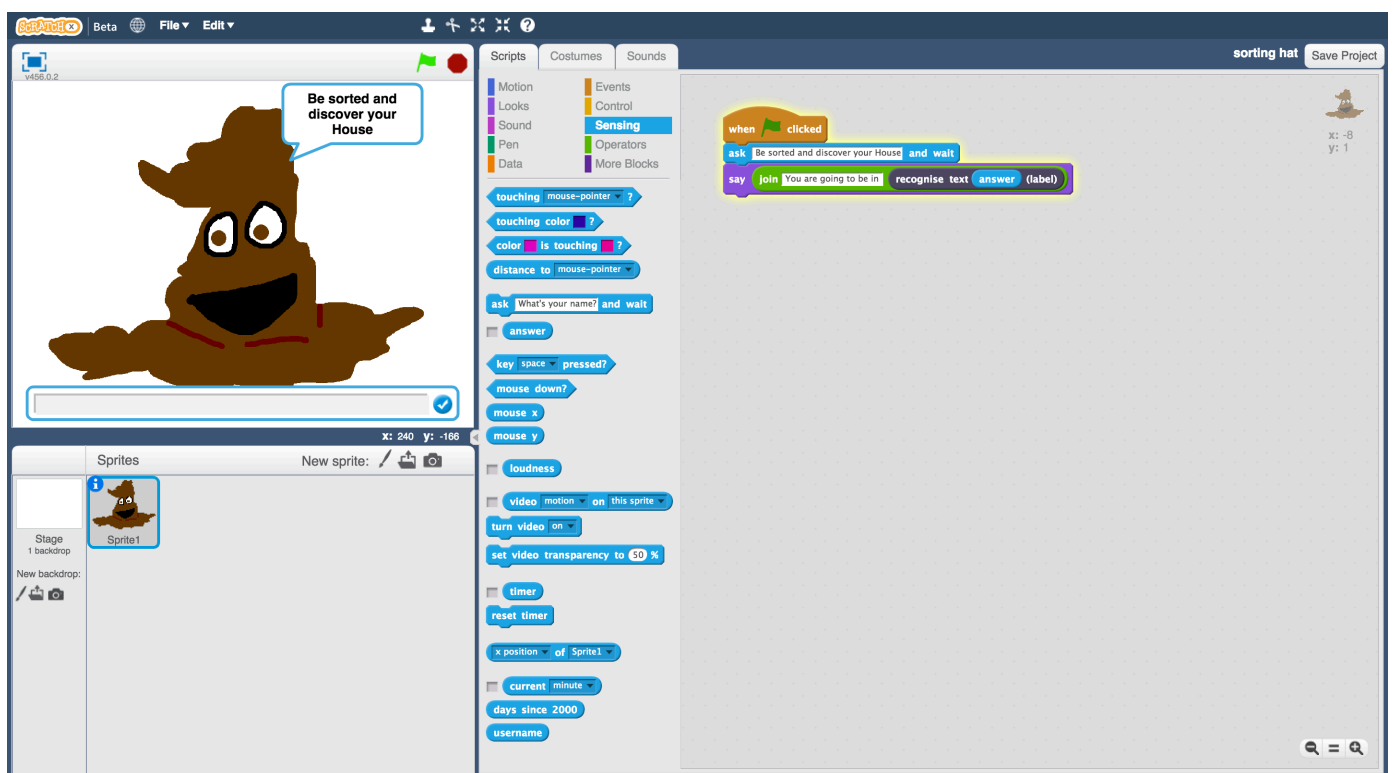 SCRATCHX Beta File▼ Edit▼
v456.0.2
Be sorted and
discover your
House
x: 240 y: -166
Sprites New sprite:
Sprite1
Stage
1 backdrop
New backdrop:
Scripts Costumes Sounds
sorting hat Save Project
Motion Events
Looks Control
Sound Sensing
Pen Operators
Data More Blocks
touching mouse-pointer ?
touching color ?
color is touching ?
distance to mouse-pointer
ask What's your name? and wait
answer
key space pressed?
mouse down?
mouse x
mouse y
loudness
video motion on this sprite
turn video on
set video transparency to 50 %
timer
reset timer
x position of Sprite1
current minute
days since 2000
username
when clicked
ask Be sorted and discover your House and wait
say join You are going to be in recognise text answer (label)
x: -8
y: 1